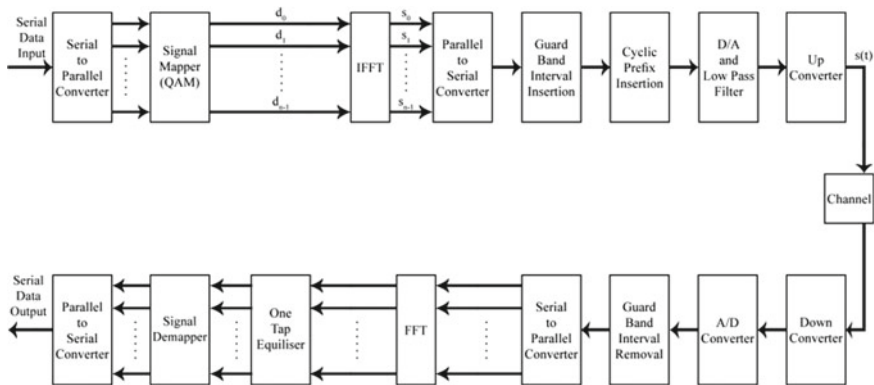 Serial
Data
Input
Serial
to
Parallel
Converter
Signal
Mapper
(QAM)
d0
d1
dn-1
IFFT
s0
s1
sn-1
Parallel
to
Serial
Converter
Guard
Band
Interval
Insertion
Cyclic
Prefix
Insertion
D/A
and
Low Pass
Filter
Up
Converter
s(t)
Channel
Serial
Data
Output
Parallel
to
Serial
Converter
Signal
Demapper
One
Tap
Equiliser
FFT
Serial
to
Parallel
Converter
Guard
Band
Interval
Removal
A/D
Converter
Down
Converter